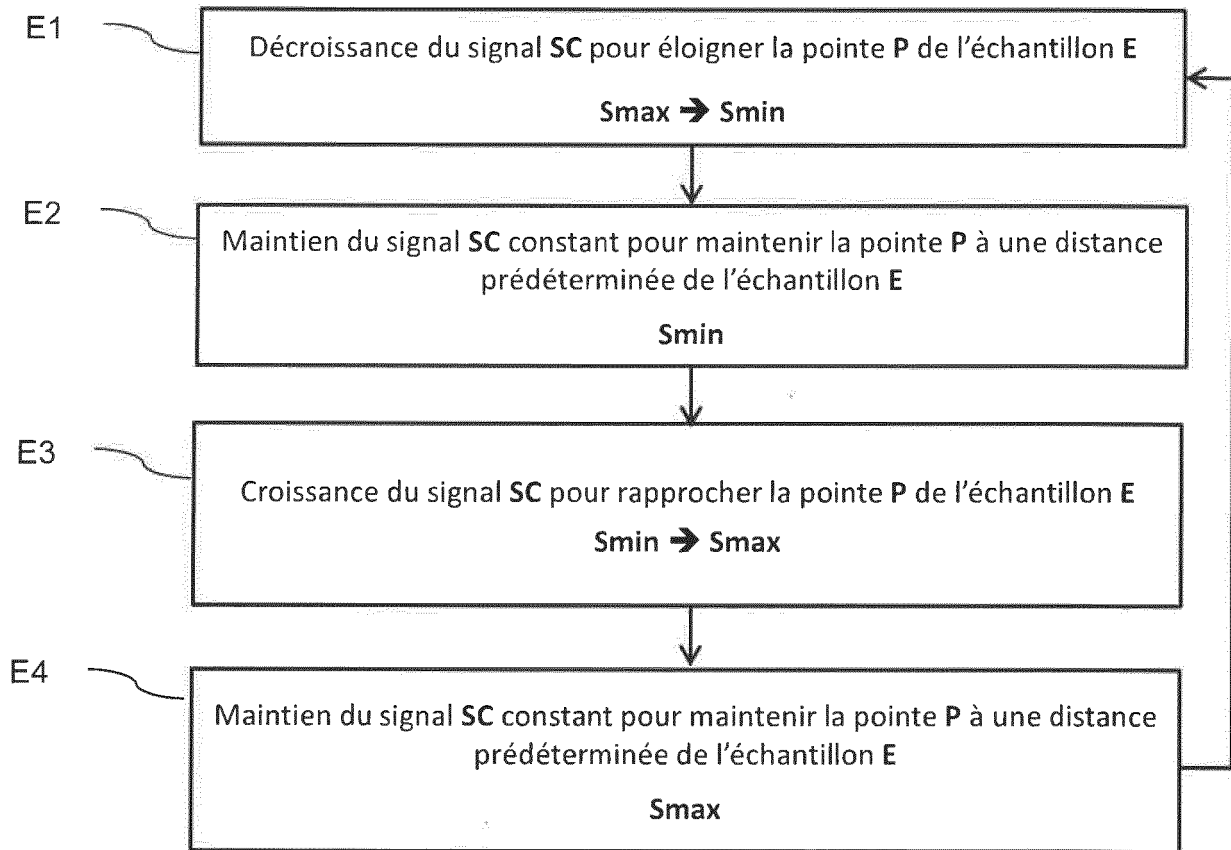 E1
Décroissance du signal SC pour éloigner la pointe P de l'échantillon E
Smax ➔ Smin
E2
Maintien du signal SC constant pour maintenir la pointe P à une distance
prédéterminée de l'échantillon E
Smin
E3
Croissance du signal SC pour rapprocher la pointe P de l'échantillon E
Smin ➔ Smax
E4
Maintien du signal SC constant pour maintenir la pointe P à une distance
prédéterminée de l'échantillon E
Smax